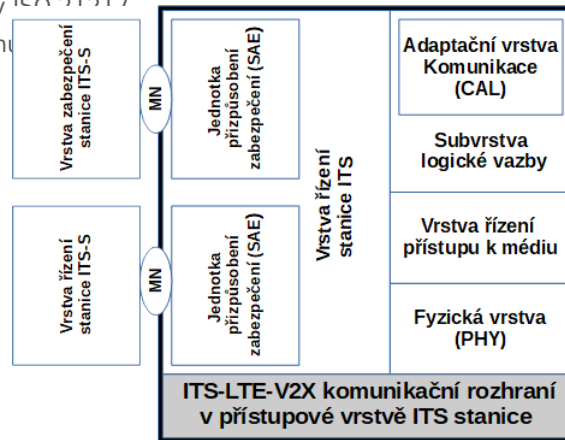 Vrstva zabezpečení
stanice ITS-S
MN
Jednotka
přizpůsobení
zabezpečení (SAE)
Vrstva řízení
stanice ITS-S
MN
Jednotka
přizpůsobení
zabezpečení (SAE)
Vrstva řízení
stanice ITS
Adaptační vrstva
Komunikace
(CAL)
Subvrstva
logické vazby
Vrstva řízení
přístupu k médiu
Fyzická vrstva
(PHY)
ITS-LTE-V2X komunikační rozhraní
v přístupové vrstvě ITS stanice